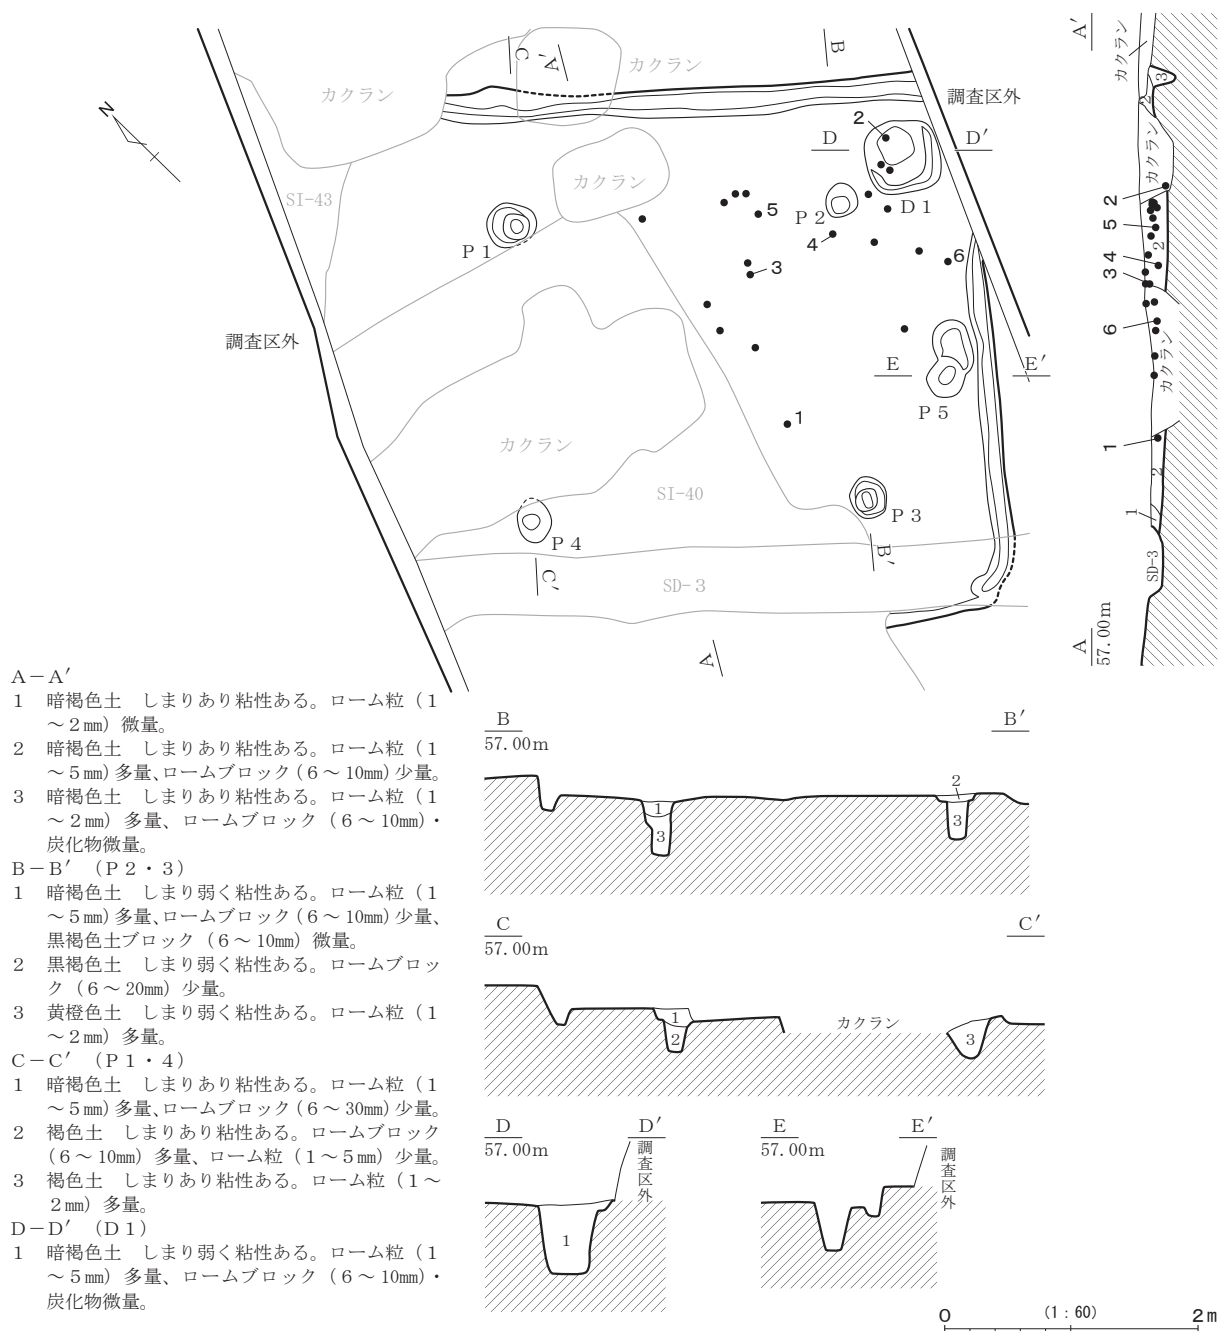 カクラン
カクラン
調査区外
N
C
A′
B
2
D
D′
SI-43
カクラン
5
P2
D1
P1
4
3
6
調査区外
E
E′
P5
1
カクラン
SI-40
P3
P4
B′
C′
SD-3
A
A′
カクラン
3
2
カクラン
2
5
2
4
3
6
カクラン
1
2
1
SD-3
A
57.00m
A－A′
1　暗褐色土　しまりあり粘性ある。ローム粒（1
～2㎜）微量。
2　暗褐色土　しまりあり粘性ある。ローム粒（1
～5㎜）多量、ロームブロック（6～10㎜）少量。
3　暗褐色土　しまりあり粘性ある。ローム粒（1
～2㎜）多量、ロームブロック（6～10㎜）・
炭化物微量。
B－B′（P2・3）
1　暗褐色土　しまり弱く粘性ある。ローム粒（1
～5㎜）多量、ロームブロック（6～10㎜）少量、
黒褐色土ブロック（6～10㎜）微量。
2　黒褐色土　しまり弱く粘性ある。ロームブロッ
ク（6～20㎜）少量。
3　黄橙色土　しまり弱く粘性ある。ローム粒（1
～2㎜）多量。
C－C′（P1・4）
1　暗褐色土　しまりあり粘性ある。ローム粒（1
～5㎜）多量、ロームブロック（6～30㎜）少量。
2　褐色土　しまりあり粘性ある。ロームブロック
（6～10㎜）多量、ローム粒（1～5㎜）少量。
3　褐色土　しまりあり粘性ある。ローム粒（1～
2㎜）多量。
D－D′（D1）
1　暗褐色土　しまり弱く粘性ある。ローム粒（1
～5㎜）多量、ロームブロック（6～10㎜）・
炭化物微量。
B
B′
57.00m
1
3
2
3
C
C′
57.00m
1
2
カクラン
3
D
D′
57.00m
調査区外
1
E
E′
57.00m
調査区外
0
（1：60）
2m